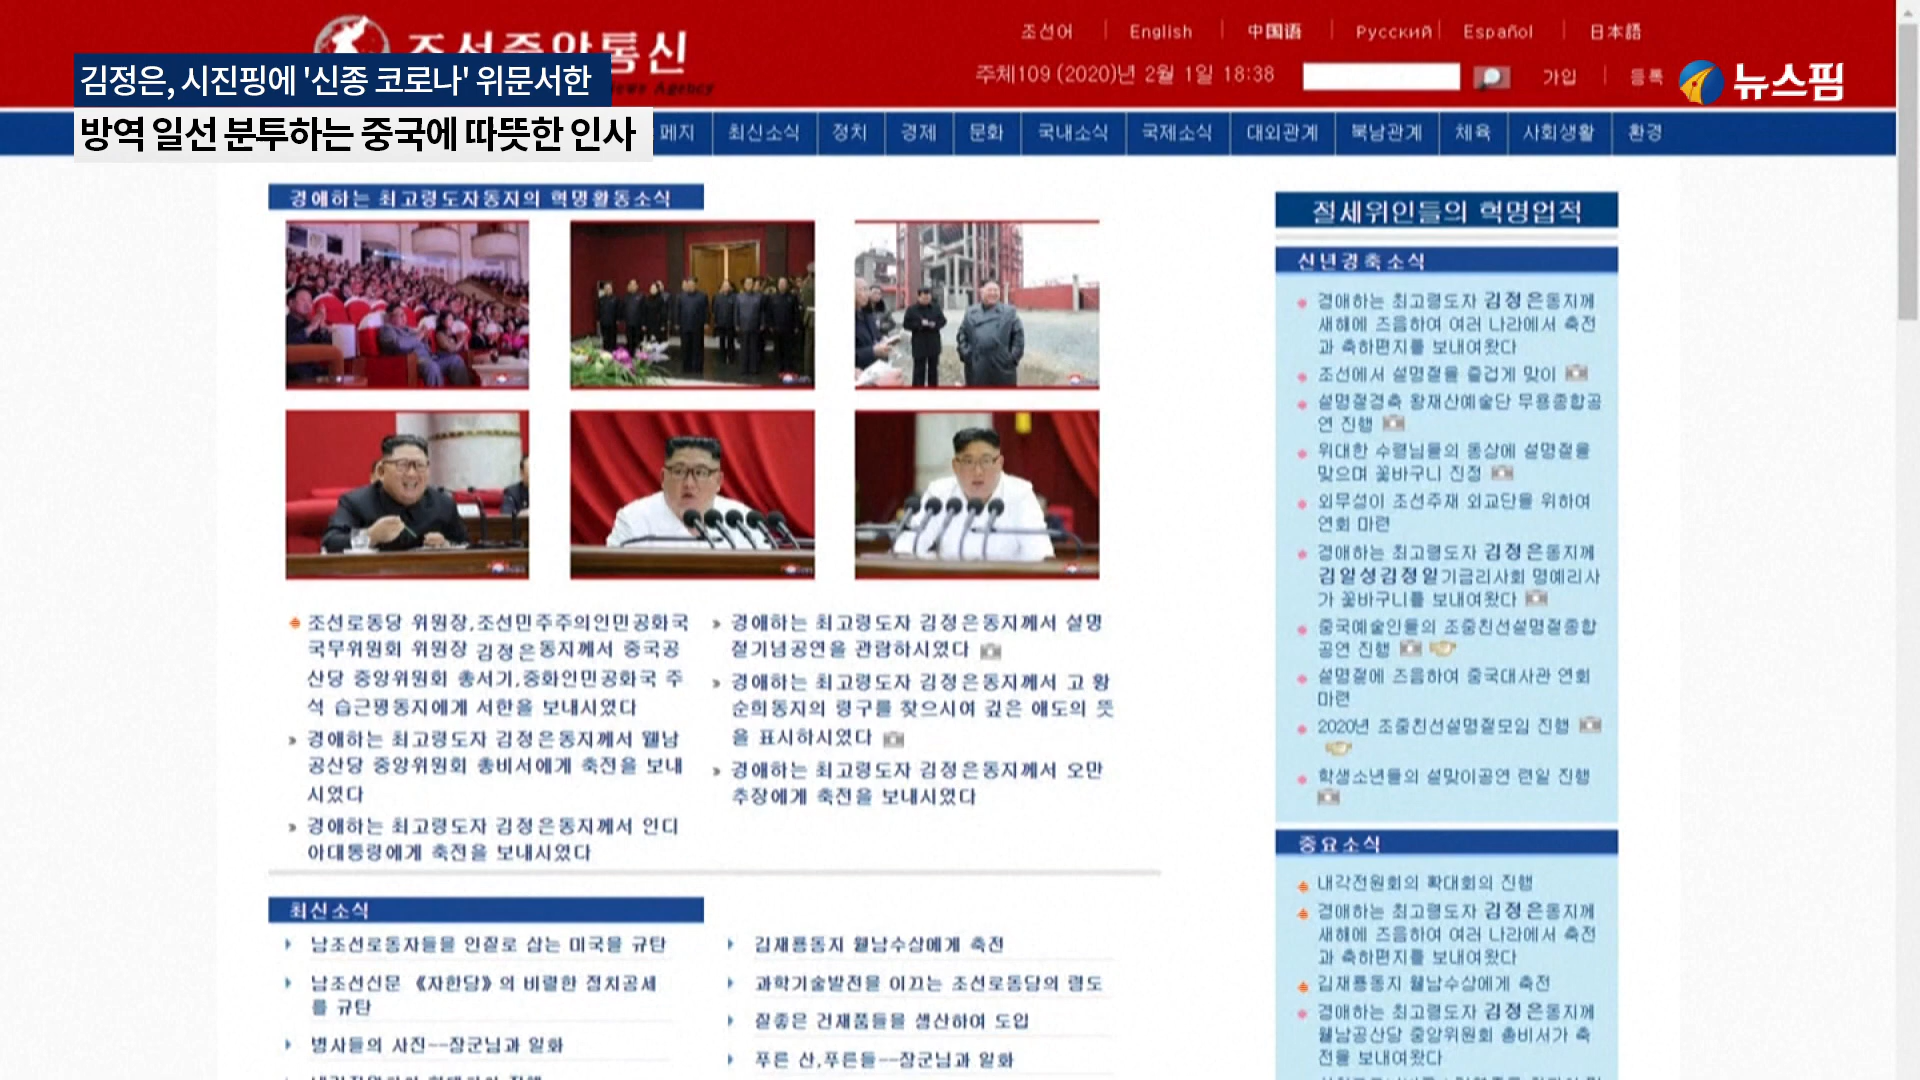 조선중앙통신
조선어 English 中国语 Русский Español 日本語
주체109 (2020)년 2월 1일 18:38
가입 등록
뉴스핌
김정은, 시진핑에 '신종 코로나' 위문서한
방역 일선 분투하는 중국에 따뜻한 인사
페지 최신소식 정치 경제 문화 국내소식 국제소식 대외관계 북남관계 체육 사회생활 환경
경애하는 최고령도자동지의 혁명활동소식
조선로동당 위원장,조선민주주의인민공화국
국무위원회 위원장 김정은동지께서 중국공
산당 중앙위원회 총서기,중화인민공화국 주
석 습근평동지에게 서한을 보내시였다
경애하는 최고령도자 김정은동지께서 웰남
공산당 중앙위원회 총비서에게 축전을 보내
시였다
경애하는 최고령도자 김정은동지께서 인디
아대통령에게 축전을 보내시였다
경애하는 최고령도자 김정은동지께서 설명
절기념공연을 관람하시였다
경애하는 최고령도자 김정은동지께서 고 황
순희동지의 령구를 찾으시여 깊은 애도의 뜻
을 표시하시였다
경애하는 최고령도자 김정은동지께서 오만
추장에게 축전을 보내시였다
최신소식
남조선로동자들을 인질로 삼는 미국을 규탄
남조선신문 《자한당》의 비렬한 정치공세
를 규탄
병사들의 사진--장군님과 일화
김재룡동지 웰남수상에게 축전
과학기술발전을 이끄는 조선로동당의 령도
질좋은 건재품들을 생산하여 도입
푸른 산,푸른들--장군님과 일화
절세위인들의 혁명업적
신년경축소식
경애하는 최고령도자 김정은동지께
새해에 즈음하여 여러 나라에서 축전
과 축하편지를 보내여왔다
조선에서 설명절을 즐겁게 맞이
설명절경축 왕재산예술단 무용종합공
연 진행
위대한 수령님들의 동상에 설명절을
맞으며 꽃바구니 진정
외무성이 조선주재 외교단을 위하여
연회 마련
경애하는 최고령도자 김정은동지께
김일성김정일기금리사회 명예리사
가 꽃바구니를 보내여왔다
중국예술인들의 조중친선설명절종합
공연 진행
설명절에 즈음하여 중국대사관 연회
마련
2020년 조중친선설명절모임 진행
학생소년들의 설맞이공연 련일 진행
중요소식
내각전원회의 확대회의 진행
경애하는 최고령도자 김정은동지께
새해에 즈음하여 여러 나라에서 축전
과 축하편지를 보내여왔다
김재룡동지 웰남수상에게 축전
경애하는 최고령도자 김정은동지께
웰남공산당 중앙위원회 총비서가 축
전을 보내여왔다